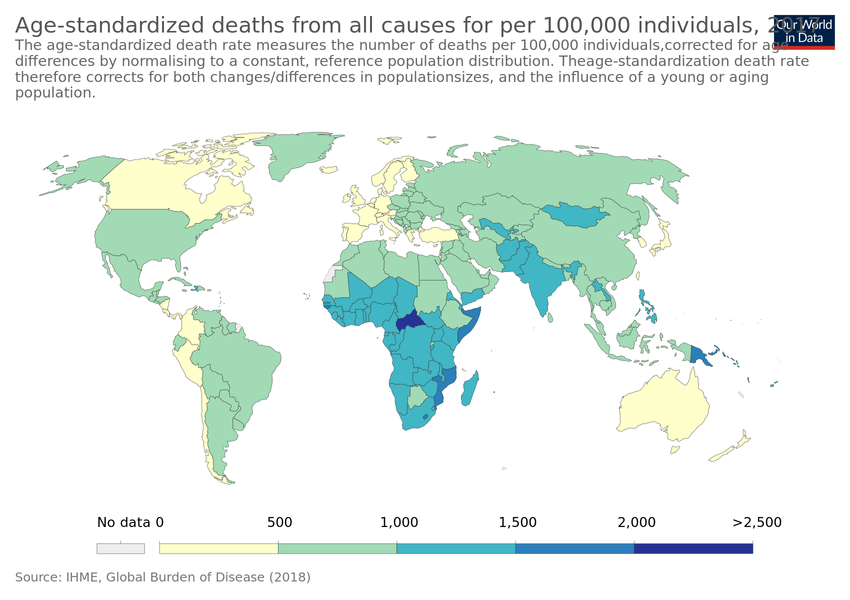 Age-standardized deaths from all causes for per 100,000 individuals, 2017
Our World
in Data
The age-standardized death rate measures the number of deaths per 100,000 individuals,corrected for age
differences by normalising to a constant, reference population distribution. Theage-standardization death rate
therefore corrects for both changes/differences in populationsizes, and the influence of a young or aging
population.
No data 0 500 1,000 1,500 2,000 >2,500
Source: IHME, Global Burden of Disease (2018)